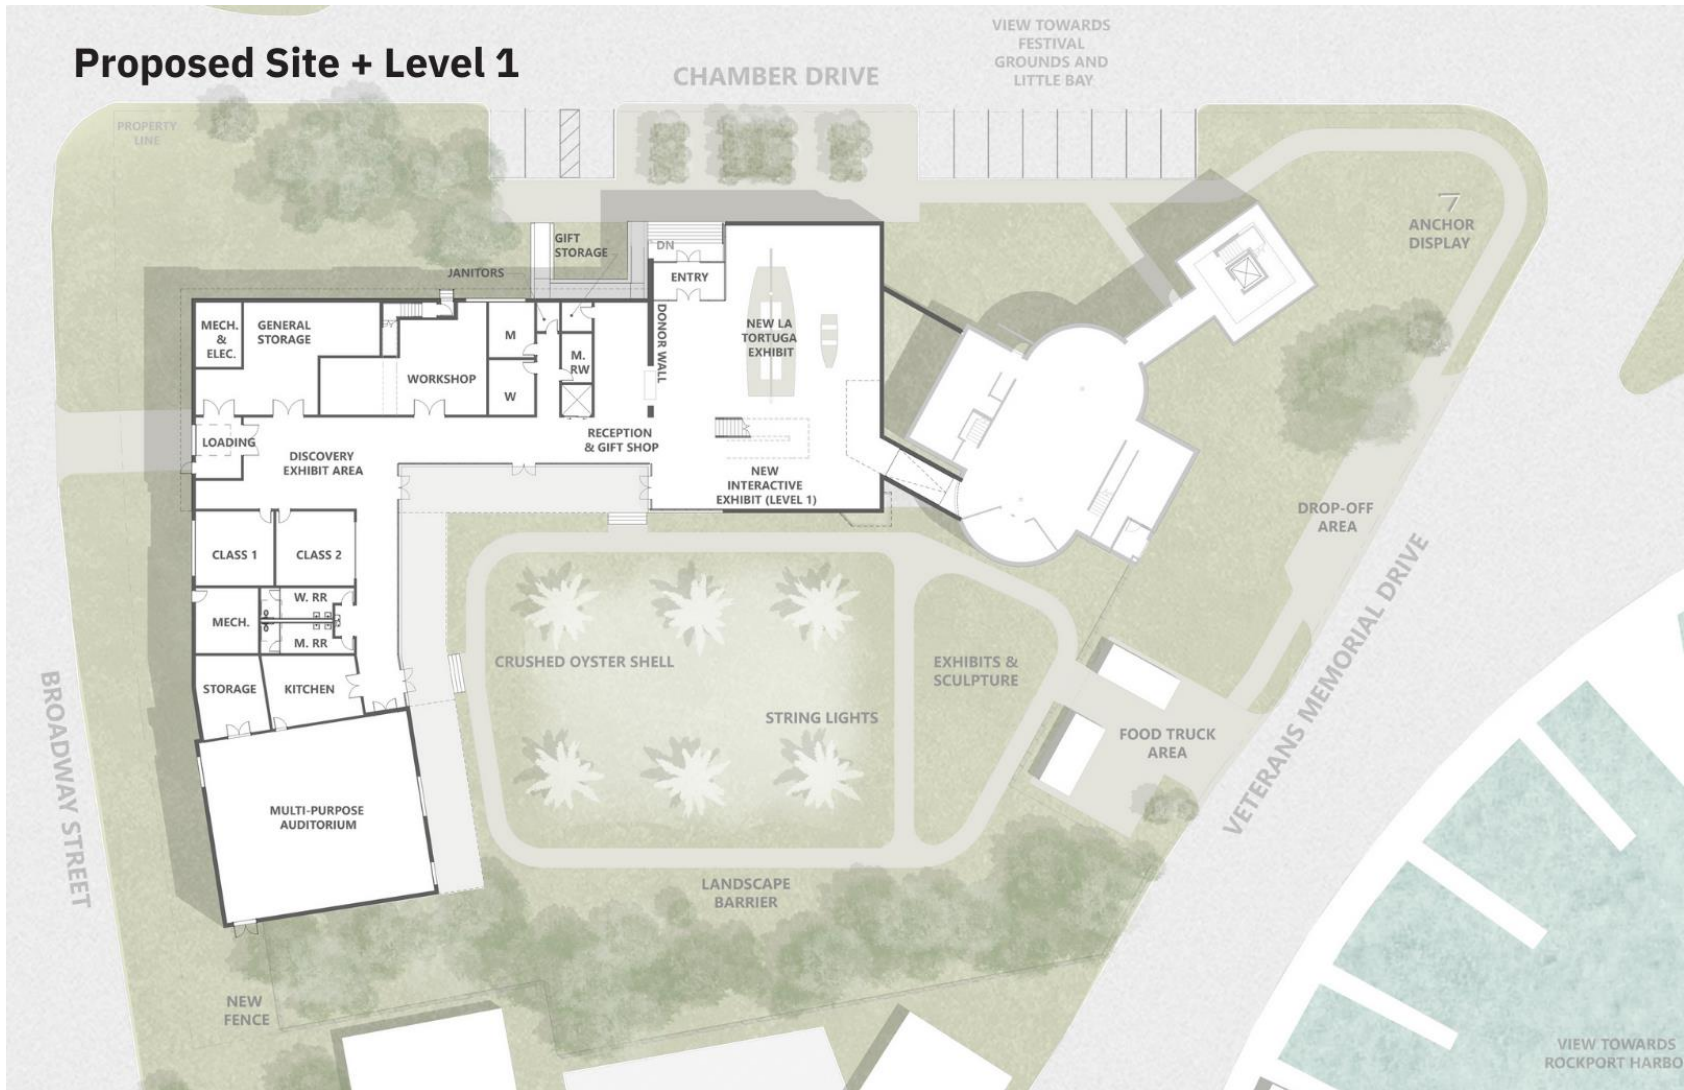 Proposed Site + Level 1
VIEW TOWARDS
FESTIVAL
GROUNDS AND
LITTLE BAY
CHAMBER DRIVE
PROPERTY
LINE
ANCHOR
DISPLAY
GIFT
STORAGE
DN
JANITORS
ENTRY
MECH.
&
ELEC.
GENERAL
STORAGE
M
M.
RW
DONOR WALL
NEW LA
TORTUGA
EXHIBIT
WORKSHOP
W
LOADING
RECEPTION
& GIFT SHOP
DISCOVERY
EXHIBIT AREA
NEW
INTERACTIVE
EXHIBIT (LEVEL 1)
DROP-OFF
AREA
CLASS 1
CLASS 2
W. RR
MECH.
M. RR
STORAGE
KITCHEN
CRUSHED OYSTER SHELL
EXHIBITS &
SCULPTURE
STRING LIGHTS
FOOD TRUCK
AREA
VETERANS MEMORIAL DRIVE
BROADWAY STREET
MULTI-PURPOSE
AUDITORIUM
LANDSCAPE
BARRIER
NEW
FENCE
VIEW TOWARDS
ROCKPORT HARBO